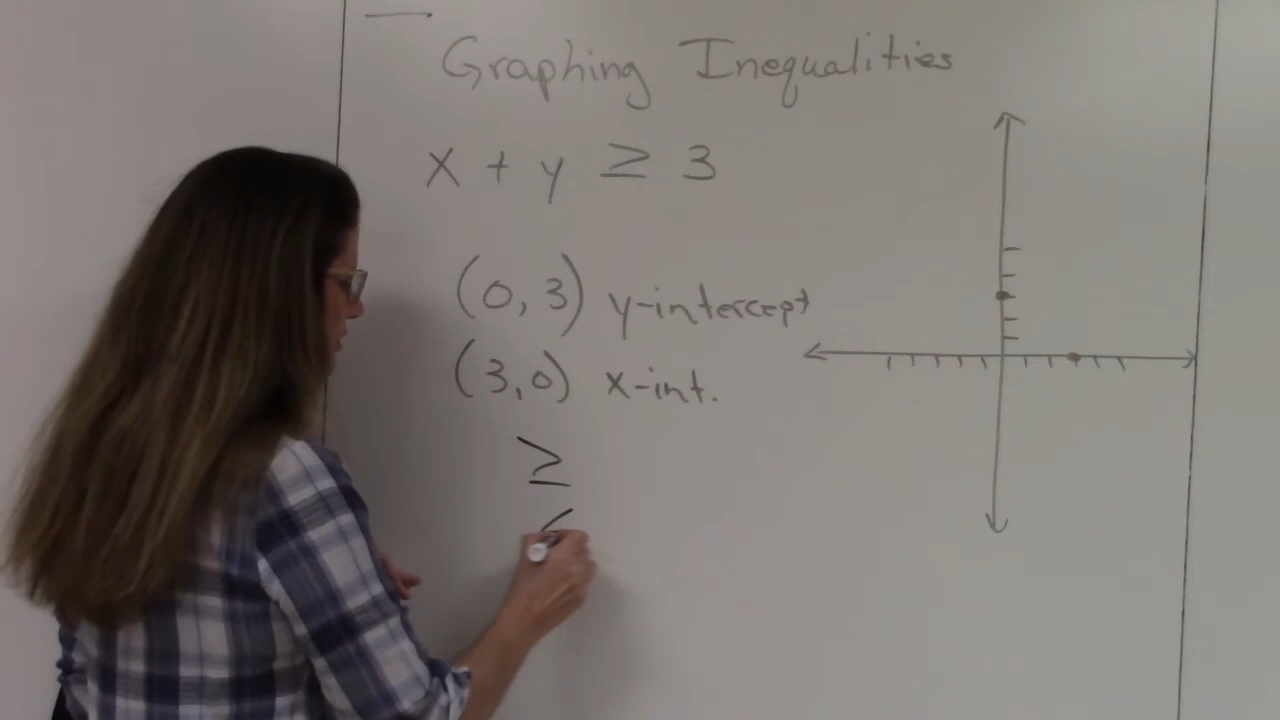 Graphing Inequalities
x + y ≥ 3
(0, 3) y-intercept
(3,0) x-int.
≥